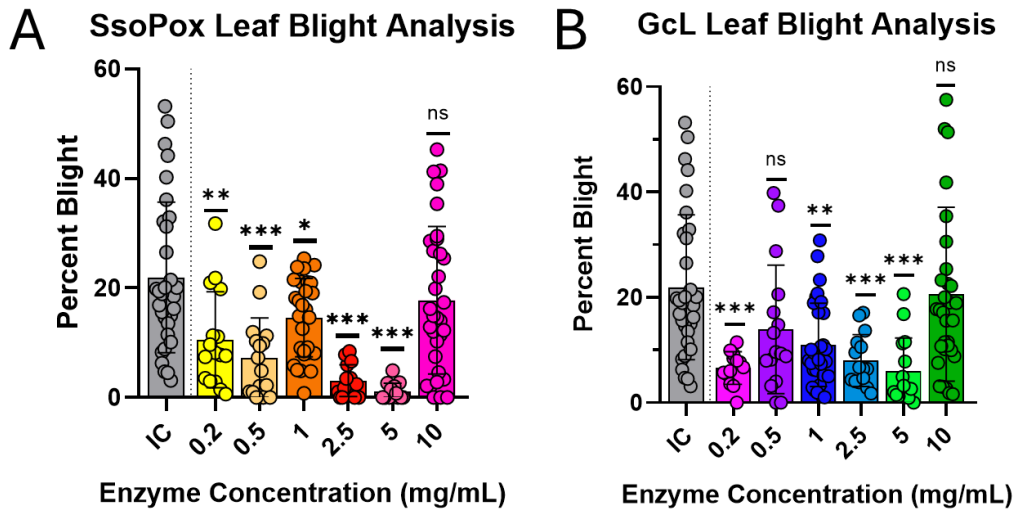 A
SsoPox Leaf Blight Analysis
Percent Blight
60
40
20
0
**
***
*
***
***
ns
IC
0.2
0.5
1
2.5
5
10
Enzyme Concentration (mg/mL)
B
GcL Leaf Blight Analysis
Percent Blight
60
40
20
0
***
ns
**
***
***
ns
IC
0.2
0.5
1
2.5
5
10
Enzyme Concentration (mg/mL)